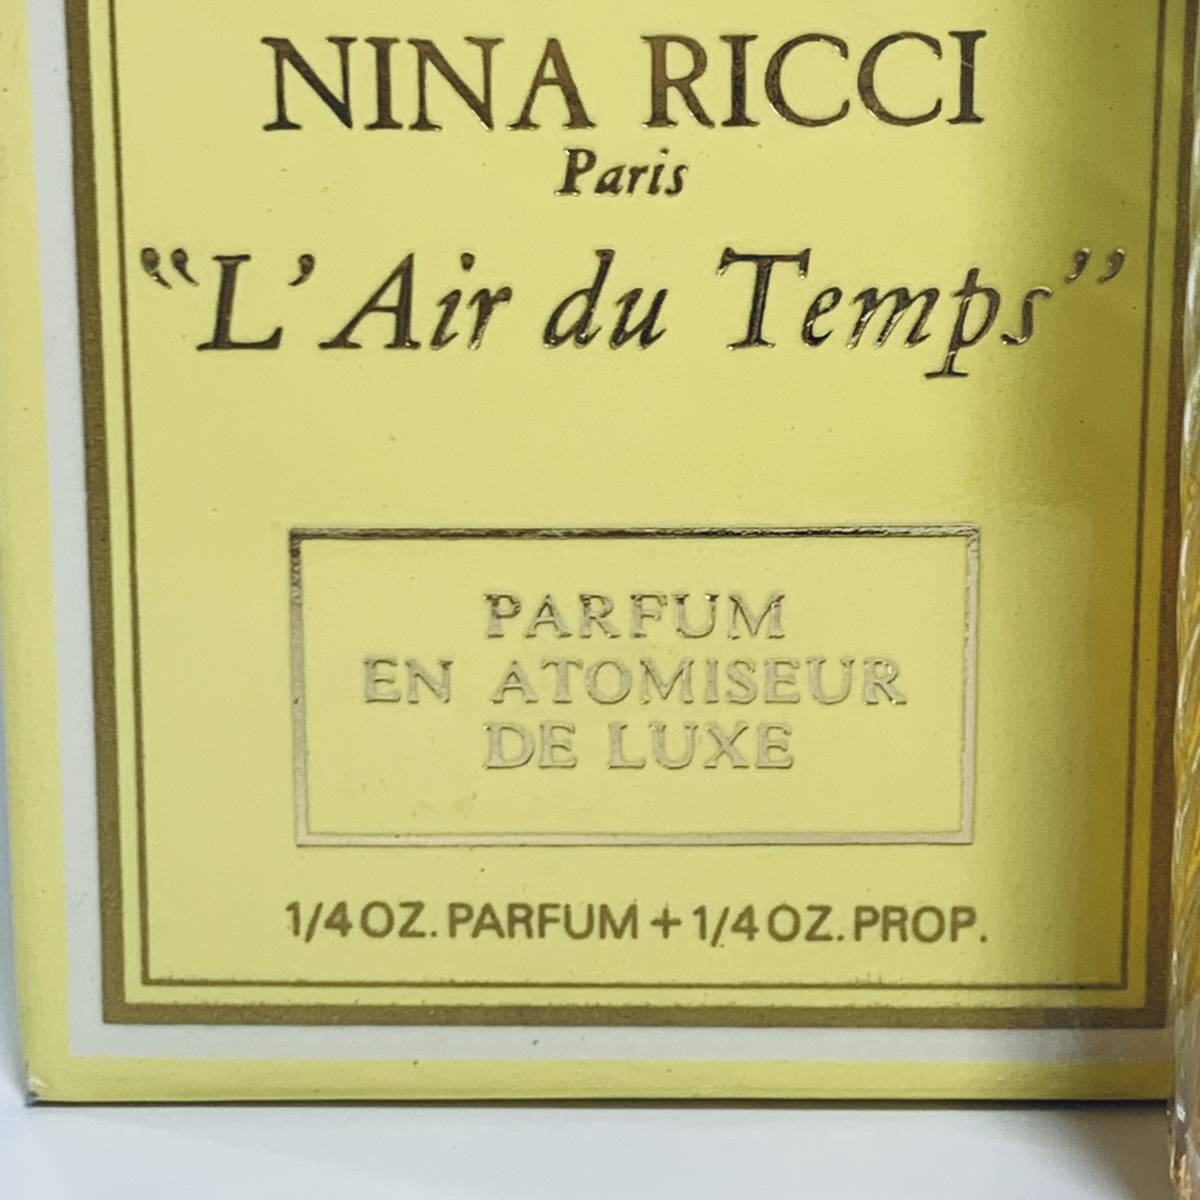 NINA RICCI
Paris
“L’Air du Temps”
PARFUM
EN ATOMISEUR
DE LUXE
1/4 OZ. PARFUM + 1/4 OZ. PROP.